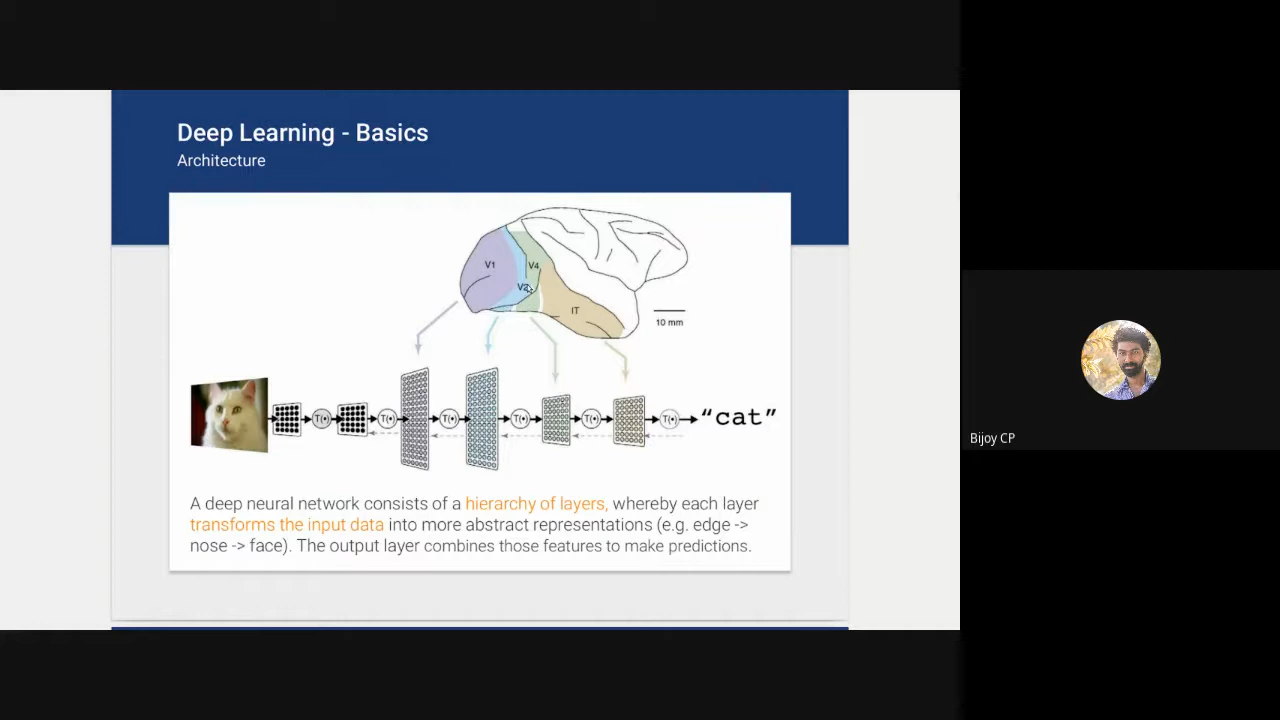 Deep Learning - Basics
Architecture
V1
V4
V2
IT
10 mm
T(•) T(•) T(•) T(•) T(•) T(•) “cat”
A deep neural network consists of a hierarchy of layers, whereby each layer
transforms the input data into more abstract representations (e.g. edge ->
nose -> face). The output layer combines those features to make predictions.
Bijoy CP